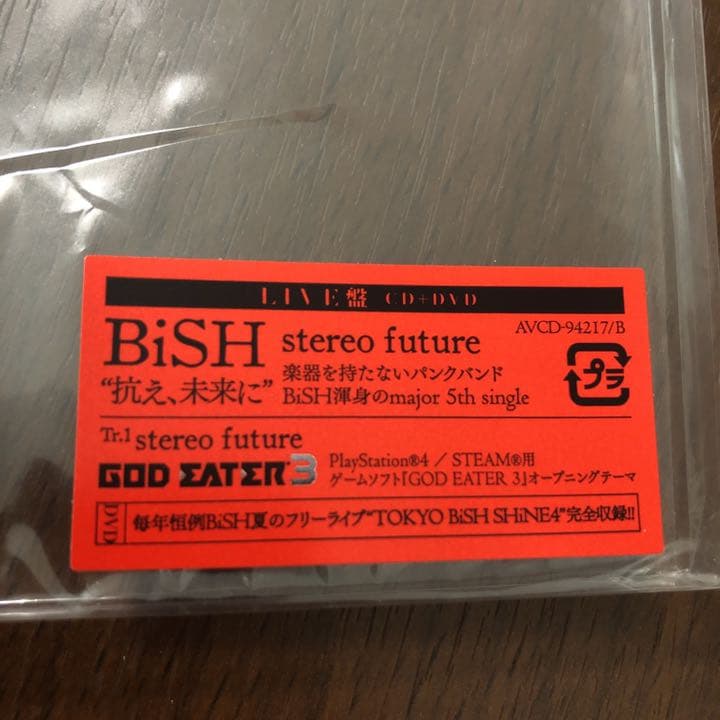 LIVE盤 CD+DVD
BiSH stereo future
AVCD-94217/B
“抗え、未来に”
楽器を持たないパンクバンド
BiSH渾身のmajor 5th single
プラ
Tr.1 stereo future
GOD EATER 3
PlayStation®4 / STEAM®用
ゲームソフト『GOD EATER 3』オープニングテーマ
DVD 毎年恒例BiSH夏のフリーライブ“TOKYO BiSH SHiNE4”完全収録!!